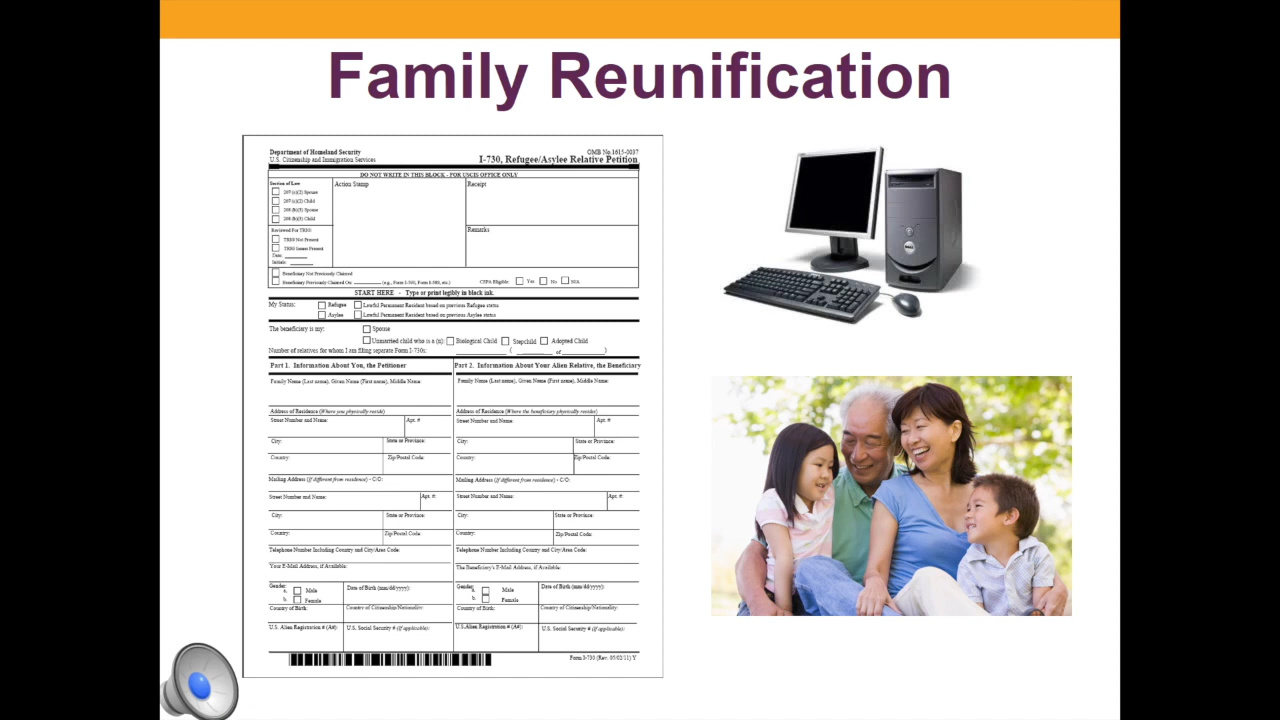 Family Reunification
Department of Homeland Security
U.S. Citizenship and Immigration Services
OMB No.1615-0037
I-730, Refugee/Asylee Relative Petition
DO NOT WRITE IN THIS BLOCK - FOR USCIS OFFICE ONLY
Section of Law
207 (c)(2) Spouse
207 (c)(2) Child
208 (b)(3) Spouse
208 (b)(3) Child
Reviewed For TRIG:
TRIG Not Present
TRIG Issues Present
Date:
Initials:
Action Stamp
Receipt
Remarks
Beneficiary Not Previously Claimed
Beneficiary Previously Claimed On: (e.g., Form I-590, Form I-589, etc.)
CSPA Eligible: Yes No N/A
START HERE - Type or print legibly in black ink.
My Status: Refugee Lawful Permanent Resident based on previous Refugee status
Asylee Lawful Permanent Resident based on previous Asylee status
The beneficiary is my: Spouse
Unmarried child who is a (n): Biological Child Stepchild Adopted Child
Number of relatives for whom I am filing separate Form I-730s: ( of )
Part 1. Information About You, the Petitioner
Family Name (Last name), Given Name (First name), Middle Name:
Address of Residence (Where you physically reside)
Street Number and Name: Apt. #
City: State or Province:
Country: Zip/Postal Code:
Mailing Address (If different from residence) - C/O:
Street Number and Name: Apt. #:
City: State or Province:
Country: Zip/Postal Code:
Telephone Number Including Country and City/Area Code:
Your E-Mail Address, if Available:
Gender: a. Male
b. Female
Date of Birth (mm/dd/yyyy):
Country of Birth: Country of Citizenship/Nationality:
U.S. Alien Registration # (A#): U.S. Social Security # (if applicable):
Part 2. Information About Your Alien Relative, the Beneficiary
Family Name (Last name), Given Name (First name), Middle Name:
Address of Residence (Where the beneficiary physically resides)
Street Number and Name: Apt. #
City: State or Province:
Country: Zip/Postal Code:
Mailing Address (If different from residence) - C/O:
Street Number and Name: Apt. #:
City: State or Province:
Country: Zip/Postal Code:
Telephone Number Including Country and City/Area Code:
The Beneficiary's E-Mail Address, if Available:
Gender: a. Male
b. Female
Date of Birth (mm/dd/yyyy):
Country of Birth: Country of Citizenship/Nationality:
U.S.Alien Registration # (A#): U.S. Social Security # (if applicable):
Form I-730 (Rev. 05/02/11) Y
DELL